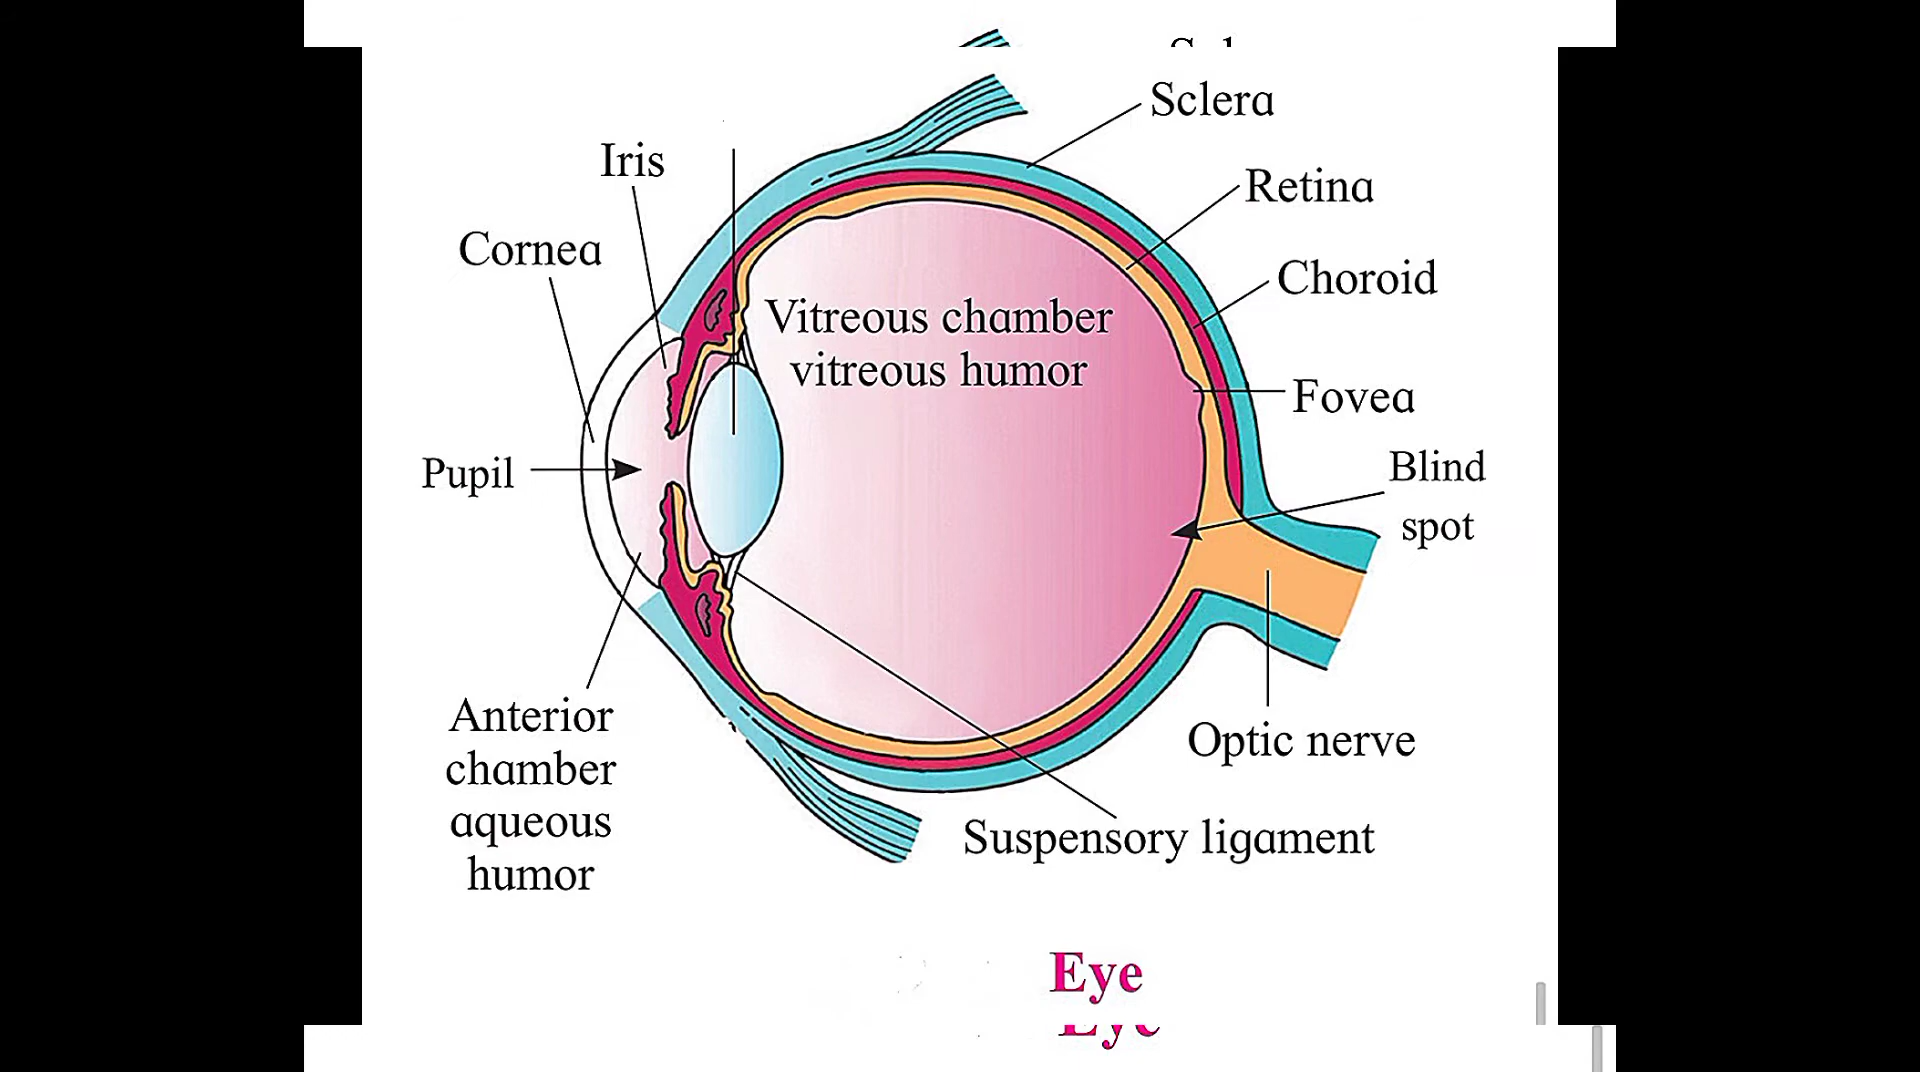 Sclera
Iris
Retina
Cornea
Choroid
Vitreous chamber
vitreous humor
Fovea
Pupil
Blind
spot
Anterior
chamber
aqueous
humor
Optic nerve
Suspensory ligament
Eye
Eye